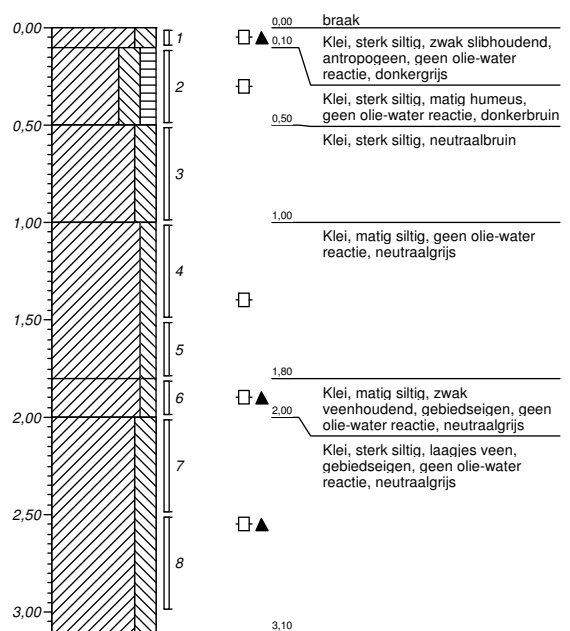 0,00
0,50
1,00
1,50
2,00
2,50
3,00
1
2
3
4
5
6
7
8
0,00
braak
0,10
Klei, sterk siltig, zwak slibhoudend,
antropogeen, geen olie-water
reactie, donkergrijs
Klei, sterk siltig, matig humeus,
geen olie-water reactie, donkerbruin
0,50
Klei, sterk siltig, neutraalbruin
1,00
Klei, matig siltig, geen olie-water
reactie, neutraalgrijs
1,80
Klei, matig siltig, zwak
veenhoudend, gebiedseigen, geen
olie-water reactie, neutraalgrijs
2,00
Klei, sterk siltig, laagjes veen,
gebiedseigen, geen olie-water
reactie, neutraalgrijs
3,10